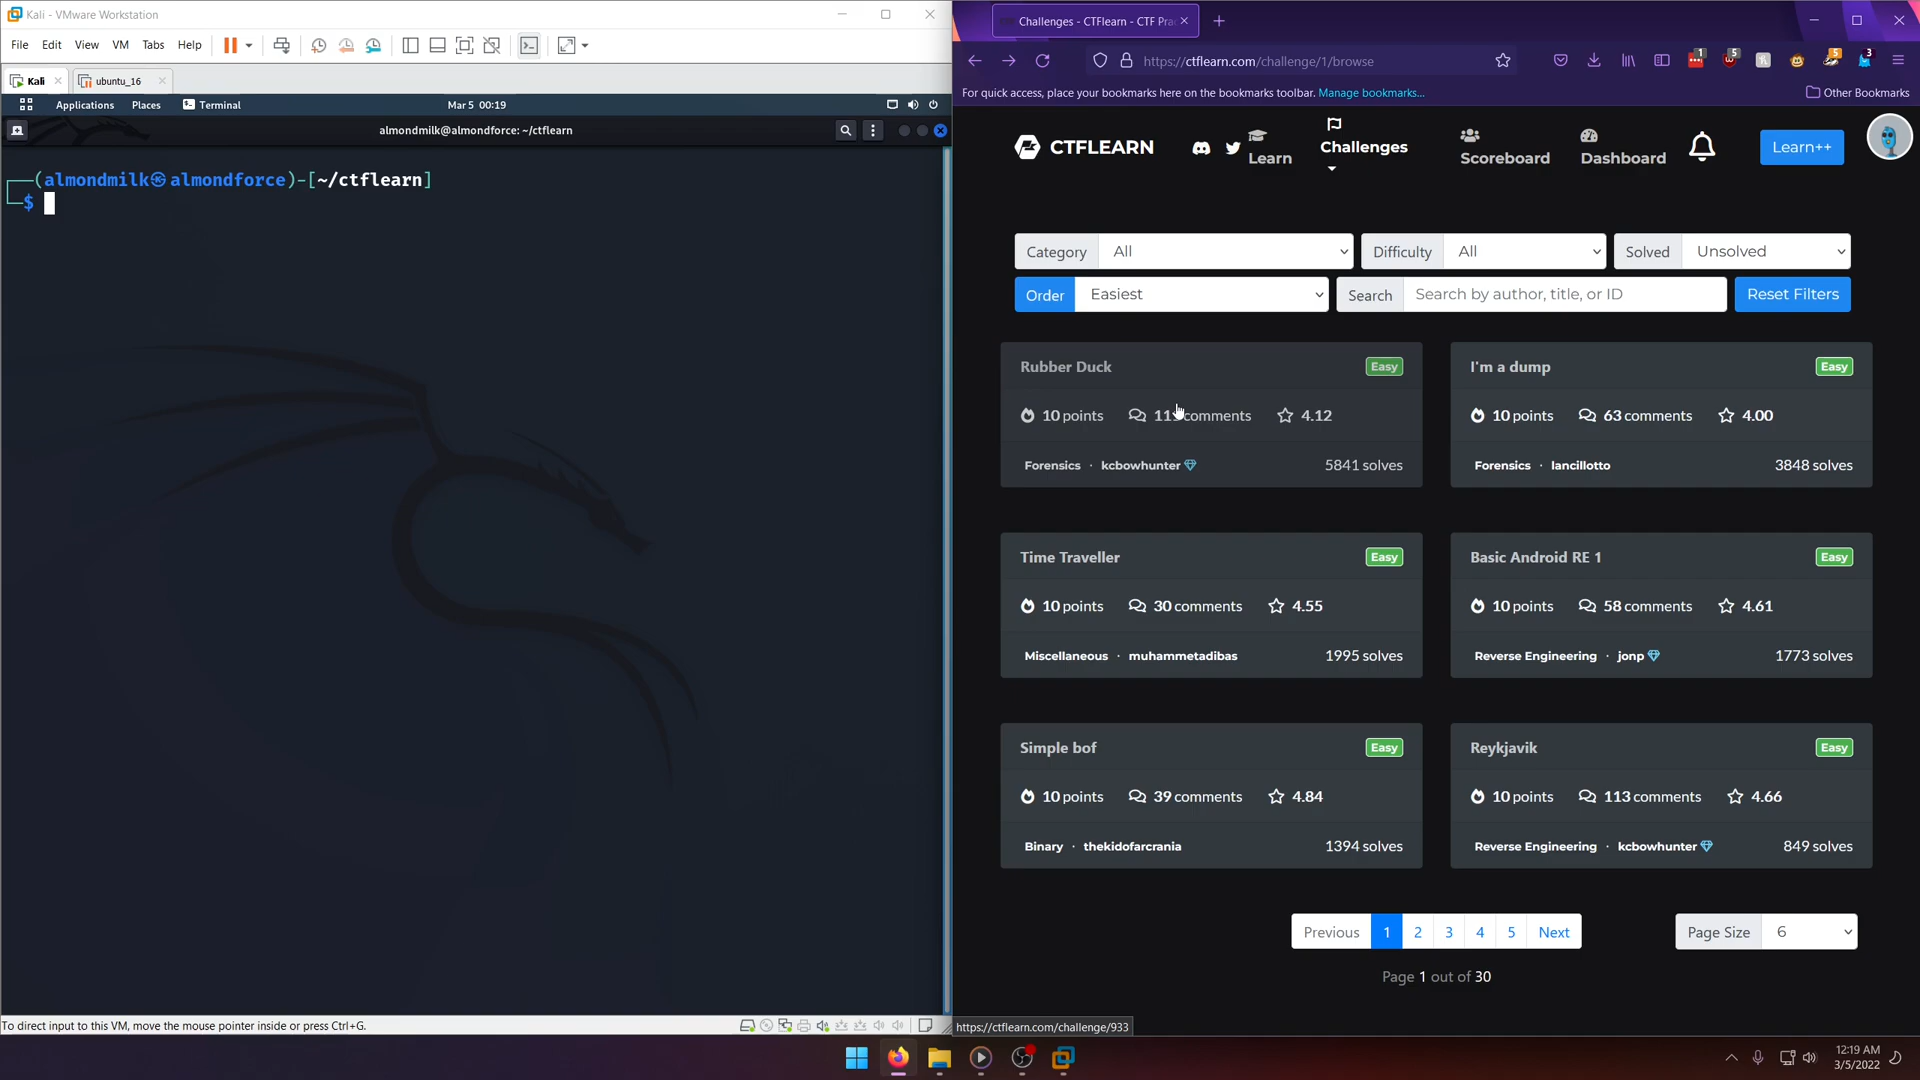 Kali - VMware Workstation
File Edit View VM Tabs Help
Kali
ubuntu_16
Applications Places Terminal
Mar 5 00:19
almondmilk@almondforce: ~/ctflearn
(almondmilk㉿almondforce)-[~/ctflearn]
$
To direct input to this VM, move the mouse pointer inside or press Ctrl+G.
Challenges - CTFlearn - CTF Pra
https://ctflearn.com/challenge/1/browse
1
5
5
3
For quick access, place your bookmarks here on the bookmarks toolbar. Manage bookmarks...
Other Bookmarks
CTFLEARN
Learn
Challenges
Scoreboard
Dashboard
Learn++
Category All
Difficulty All
Solved Unsolved
Order Easiest
Search Search by author, title, or ID
Reset Filters
Rubber Duck Easy
10 points comments 4.12
Forensics · kcbowhunter 5841 solves
I'm a dump Easy
10 points 63 comments 4.00
Forensics · lancillotto 3848 solves
Time Traveller Easy
10 points 30 comments 4.55
Miscellaneous · muhammetadibas 1995 solves
Basic Android RE 1 Easy
10 points 58 comments 4.61
Reverse Engineering · jonp 1773 solves
Simple bof Easy
10 points 39 comments 4.84
Binary · thekidofarcrania 1394 solves
Reykjavik Easy
10 points 113 comments 4.66
Reverse Engineering · kcbowhunter 849 solves
Previous 1 2 3 4 5 Next
Page Size 6
Page 1 out of 30
https://ctflearn.com/challenge/933
12:19 AM
3/5/2022